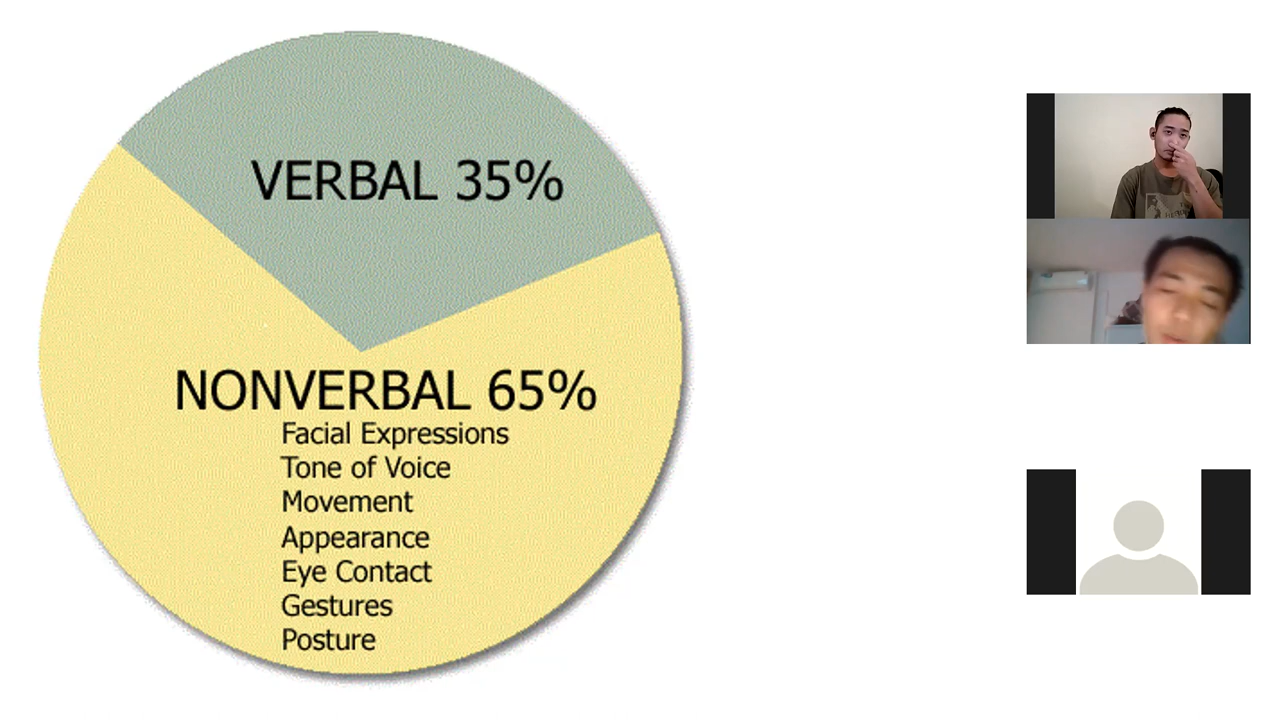 VERBAL 35%
NONVERBAL 65%
Facial Expressions
Tone of Voice
Movement
Appearance
Eye Contact
Gestures
Posture